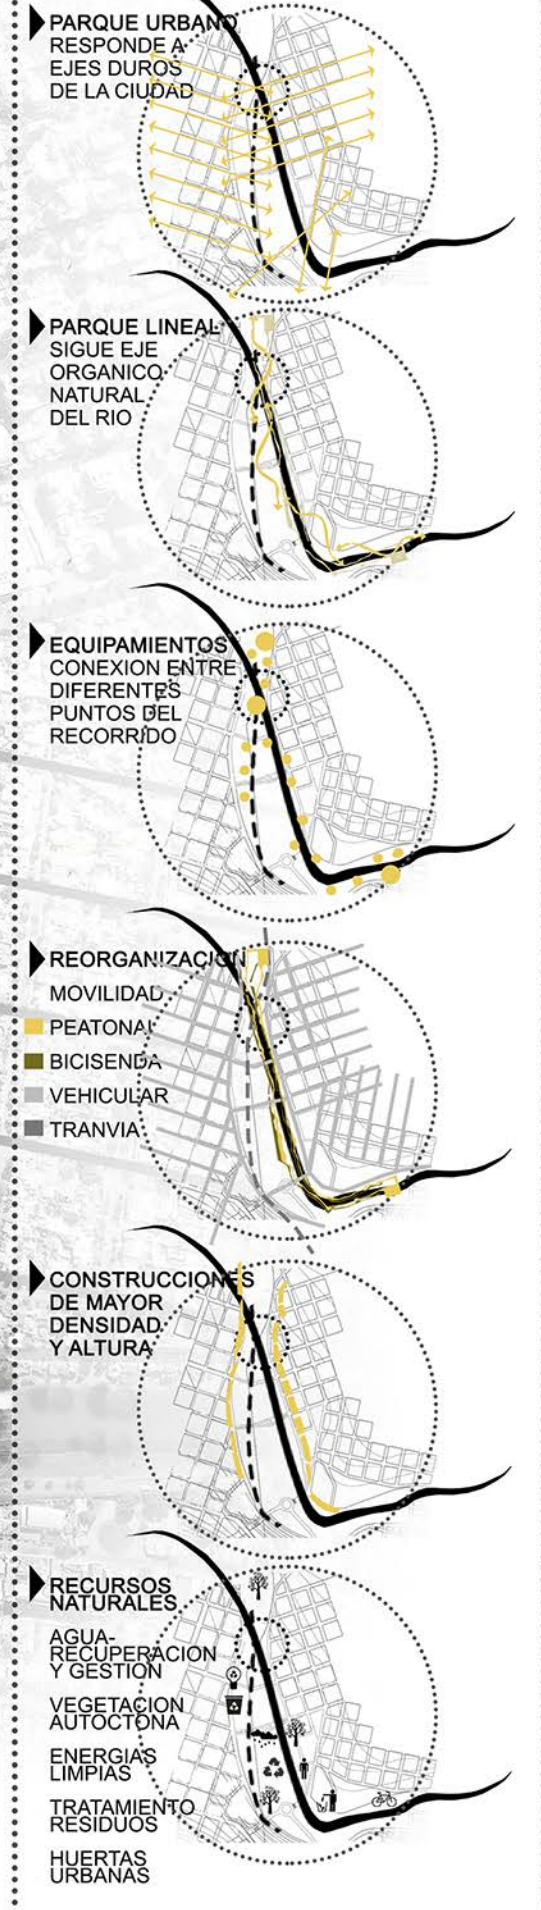 PARQUE URBANO
RESPONDE A
EJES DUROS
DE LA CIUDAD
PARQUE LINEAL
SIGUE EJE
ORGANICO
NATURAL
DEL RIO
EQUIPAMIENTOS
CONEXION ENTRE
DIFERENTES
PUNTOS DEL
RECORRIDO
REORGANIZACION
MOVILIDAD
PEATONAL
BICISENDA
VEHICULAR
TRANVIA
CONSTRUCCIONES
DE MAYOR
DENSIDAD
Y ALTURA
RECURSOS
NATURALES
AGUA-
RECUPERACION
Y GESTION
VEGETACION
AUTOCTONA
ENERGIAS
LIMPIAS
TRATAMIENTO
RESIDUOS
HUERTAS
URBANAS